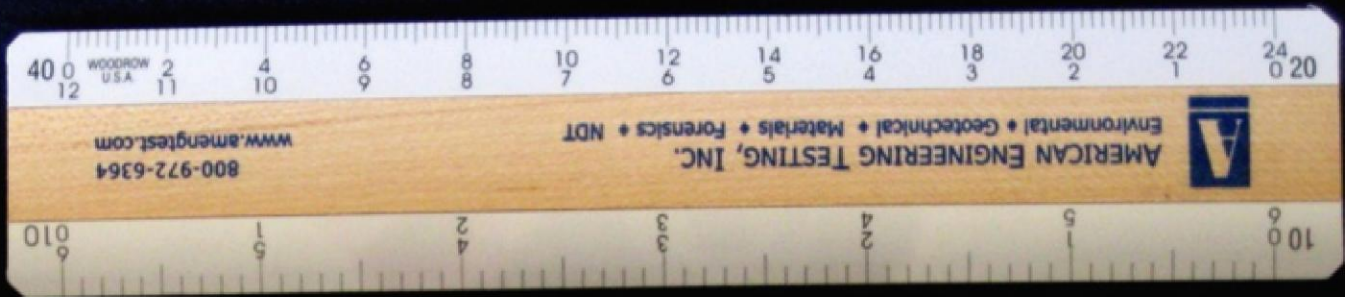 40 0 WOODROW 2 4 6 8 10 12 14 16 18 20 22 24
U.S.A.
12 11 10 9 8 7 6 5 4 3 2 1 0 20
AMERICAN ENGINEERING TESTING, INC.
Environmental • Geotechnical • Materials • Forensics • NDT
800-972-6364
www.amengtest.com
10 0 1 2 3 4 5 6
6 5 4 3 2 1 0 10